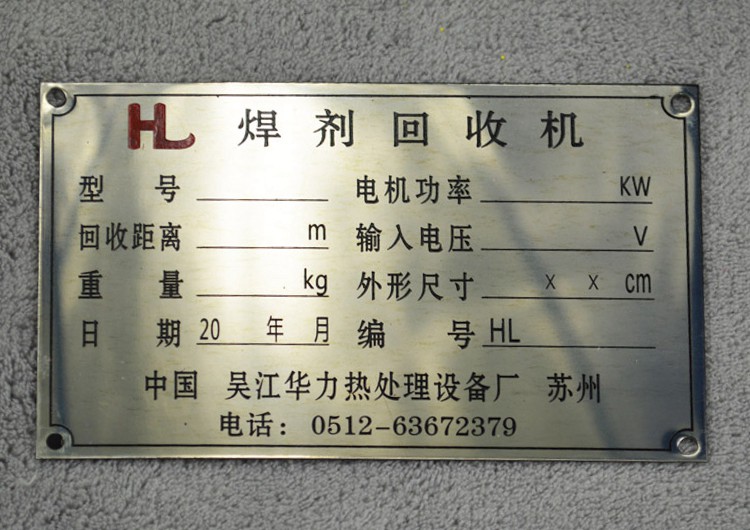 HL 焊剂回收机
型号 电机功率 KW
回收距离 m 输入电压 V
重量 kg 外形尺寸 x x cm
日期 20 年 月 编号 HL
中国 吴江华力热处理设备厂 苏州
电话：0512-63672379